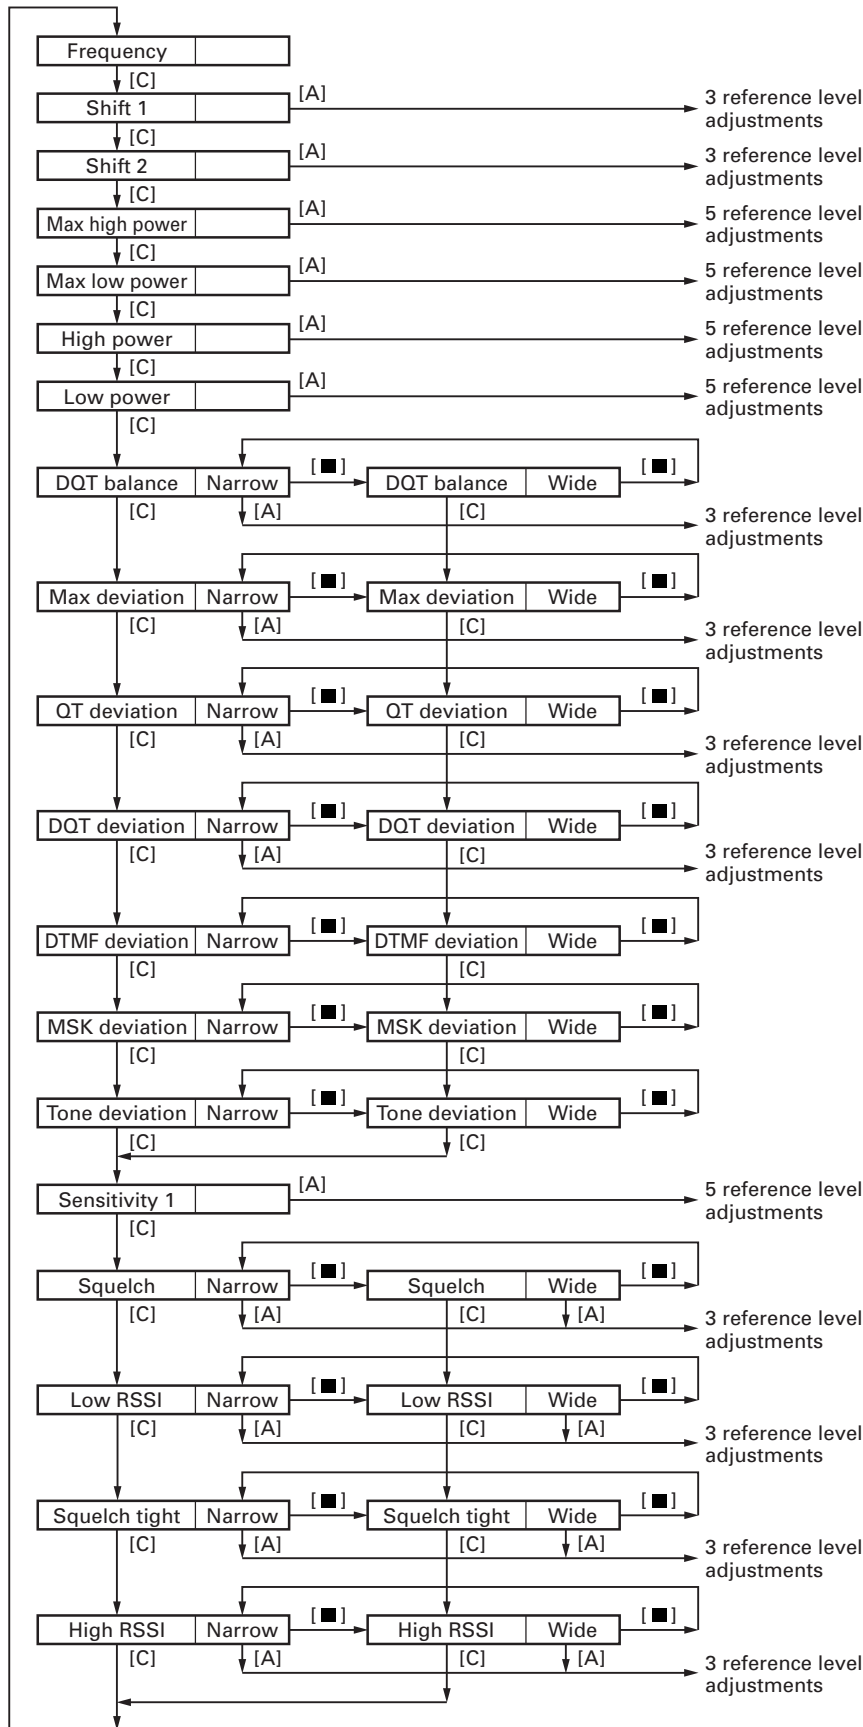 Frequency
[C]
Shift 1
[A]
3 reference level
adjustments
[C]
Shift 2
[A]
3 reference level
adjustments
[C]
Max high power
[A]
5 reference level
adjustments
[C]
Max low power
[A]
5 reference level
adjustments
[C]
High power
[A]
5 reference level
adjustments
[C]
Low power
[A]
5 reference level
adjustments
[C]
DQT balance Narrow [■] DQT balance Wide [■]
[C] [A] [C]
3 reference level
adjustments
Max deviation Narrow [■] Max deviation Wide [■]
[C] [A] [C]
3 reference level
adjustments
QT deviation Narrow [■] QT deviation Wide [■]
[C] [A] [C]
3 reference level
adjustments
DQT deviation Narrow [■] DQT deviation Wide [■]
[C] [A] [C]
3 reference level
adjustments
DTMF deviation Narrow [■] DTMF deviation Wide [■]
[C] [C]
MSK deviation Narrow [■] MSK deviation Wide [■]
[C] [C]
Tone deviation Narrow [■] Tone deviation Wide [■]
[C] [C]
Sensitivity 1
[A]
5 reference level
adjustments
[C]
Squelch Narrow [■] Squelch Wide [■]
[C] [A] [C] [A]
3 reference level
adjustments
Low RSSI Narrow [■] Low RSSI Wide [■]
[C] [A] [C] [A]
3 reference level
adjustments
Squelch tight Narrow [■] Squelch tight Wide [■]
[C] [A] [C] [A]
3 reference level
adjustments
High RSSI Narrow [■] High RSSI Wide [■]
[C] [A] [C] [A]
3 reference level
adjustments